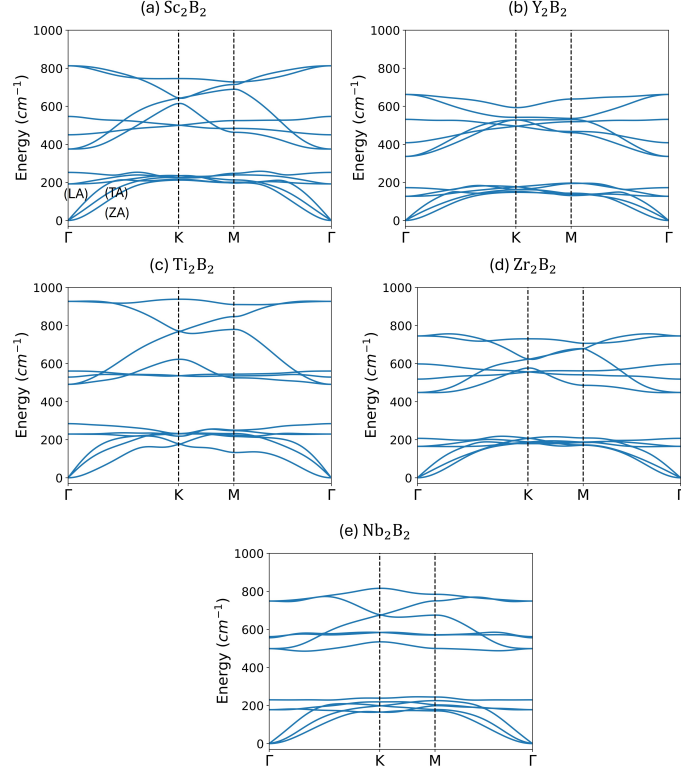 (a) Sc₂B₂
(b) Y₂B₂
1000
800
600
400
200
0
Energy (cm⁻¹)
(LA)
(TA)
(ZA)
Γ K M Γ
1000
800
600
400
200
0
Energy (cm⁻¹)
Γ K M Γ
(c) Ti₂B₂
(d) Zr₂B₂
1000
800
600
400
200
0
Energy (cm⁻¹)
Γ K M Γ
1000
800
600
400
200
0
Energy (cm⁻¹)
Γ K M Γ
(e) Nb₂B₂
1000
800
600
400
200
0
Energy (cm⁻¹)
Γ K M Γ